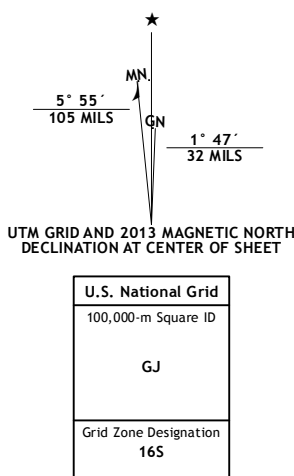 ★
MN
GN
5° 55´
105 MILS
1° 47´
32 MILS
UTM GRID AND 2013 MAGNETIC NORTH
DECLINATION AT CENTER OF SHEET
U.S. National Grid
100,000-m Square ID
GJ
Grid Zone Designation
16S